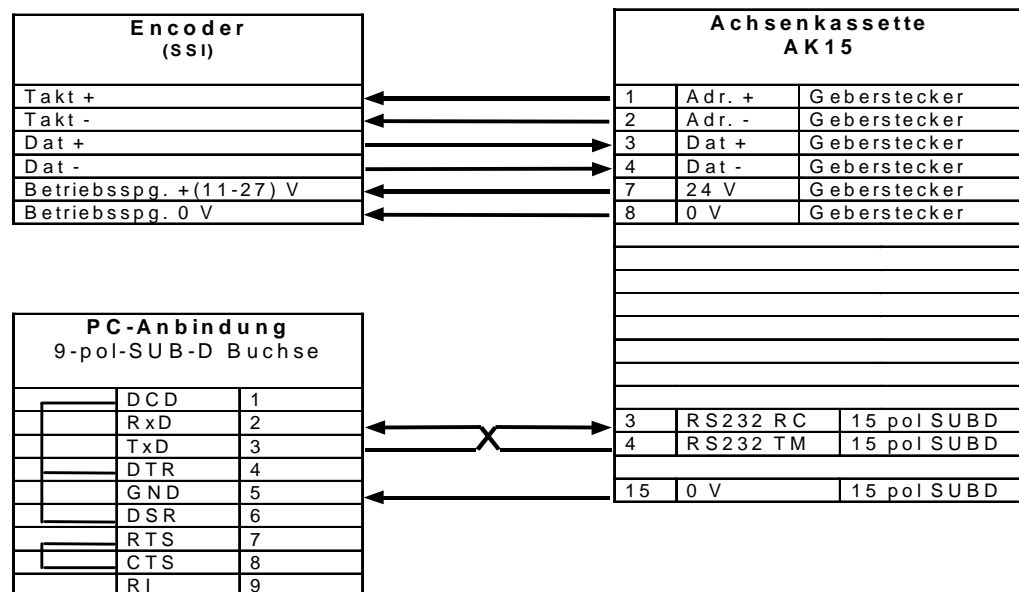 Encoder
(SSI)
Takt +
Takt -
Dat +
Dat -
Betriebsspg. +(11-27) V
Betriebsspg. 0 V
Achsenkassette
AK15
1 Adr. + Geberstecker
2 Adr. - Geberstecker
3 Dat + Geberstecker
4 Dat - Geberstecker
7 24 V Geberstecker
8 0 V Geberstecker
3 RS232 RC 15 pol SUBD
4 RS232 TM 15 pol SUBD
15 0 V 15 pol SUBD
PC-Anbindung
9-pol-SUB-D Buchse
DCD 1
RxD 2
TxD 3
DTR 4
GND 5
DSR 6
RTS 7
CTS 8
RI 9